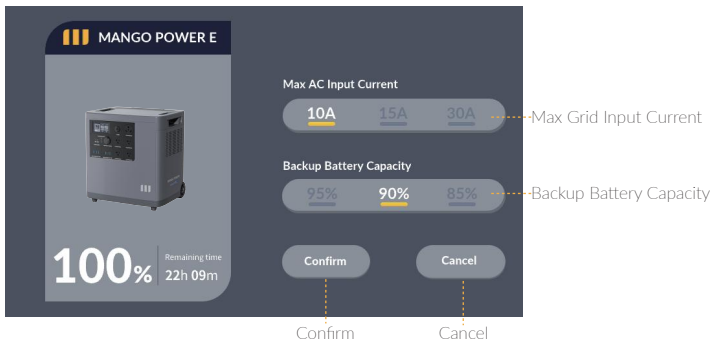 MANGO POWER E
Max AC Input Current
10A 15A 30A
Max Grid Input Current
Backup Battery Capacity
95% 90% 85%
Backup Battery Capacity
100%
Remaining time
22h 09m
Confirm Cancel
Confirm Cancel